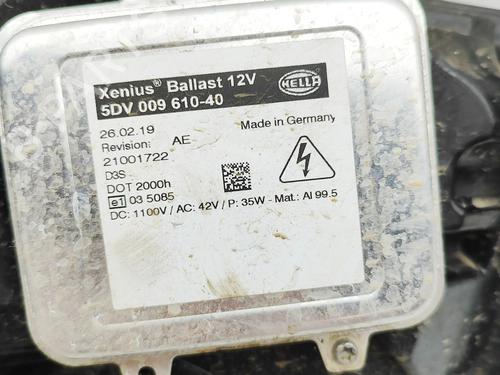 Xenius® Ballast 12V
5DV 009 610-40
HELLA
26.02.19
Made in Germany
Revision: AE
21001722
D3S
DOT 2000h
e1 03 5085
DC: 1100V / AC: 42V / P: 35W - Mat.: Al 99.5